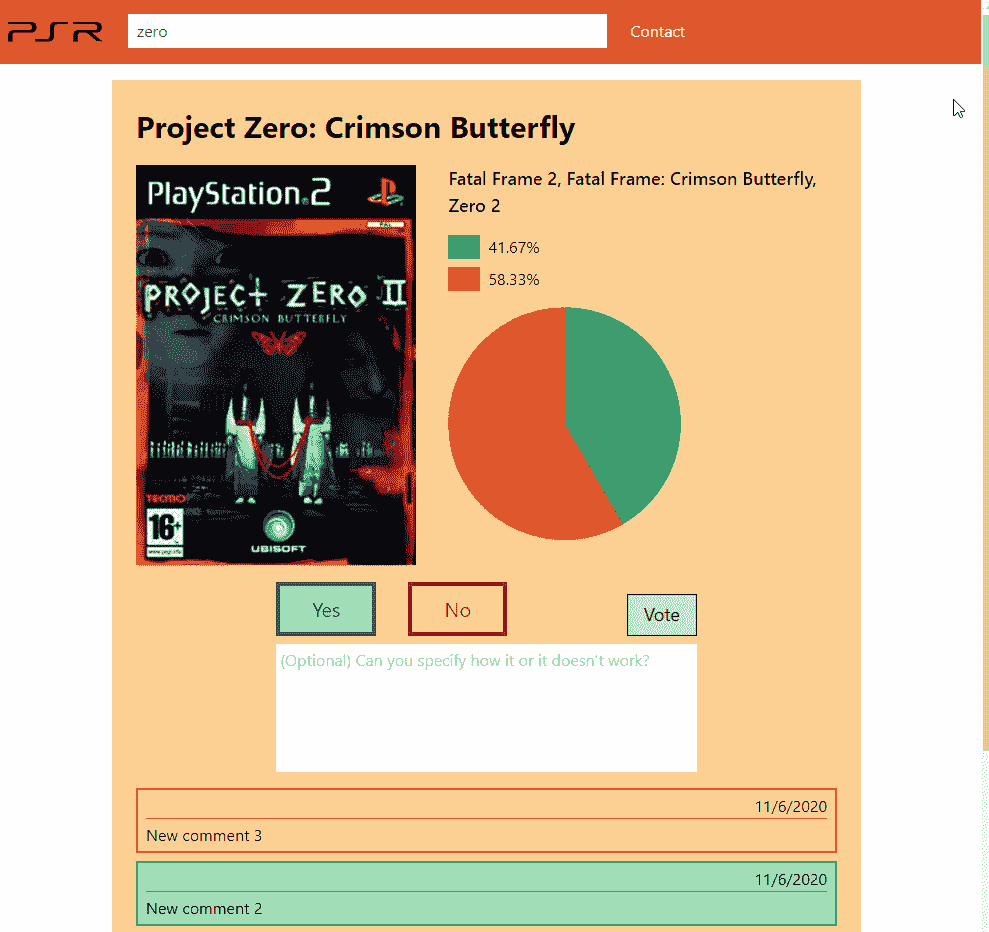 PSR
zero
Contact
Project Zero: Crimson Butterfly
PlayStation.2
PROJECT ZERO II
CRIMSON BUTTERFLY
TECMO
16+
UBISOFT
Fatal Frame 2, Fatal Frame: Crimson Butterfly,
Zero 2
41.67%
58.33%
Yes
No
Vote
(Optional) Can you specify how it or it doesn't work?
11/6/2020
New comment 3
11/6/2020
New comment 2